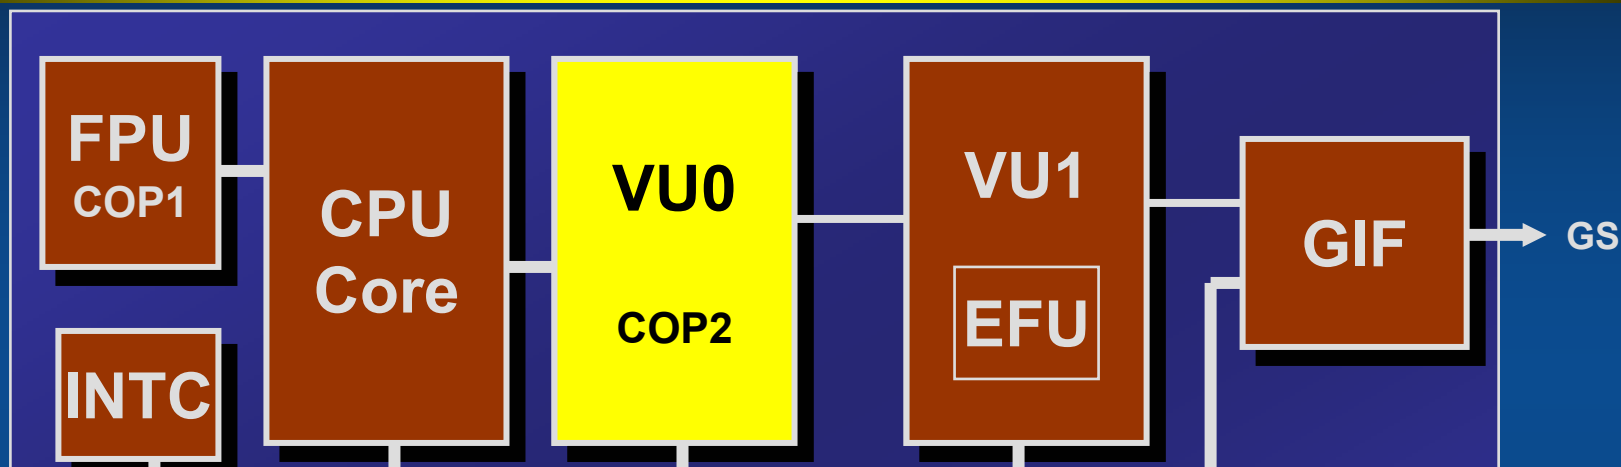 FPU
COP1
CPU
Core
VU0
COP2
VU1
EFU
GIF
GS
INTC